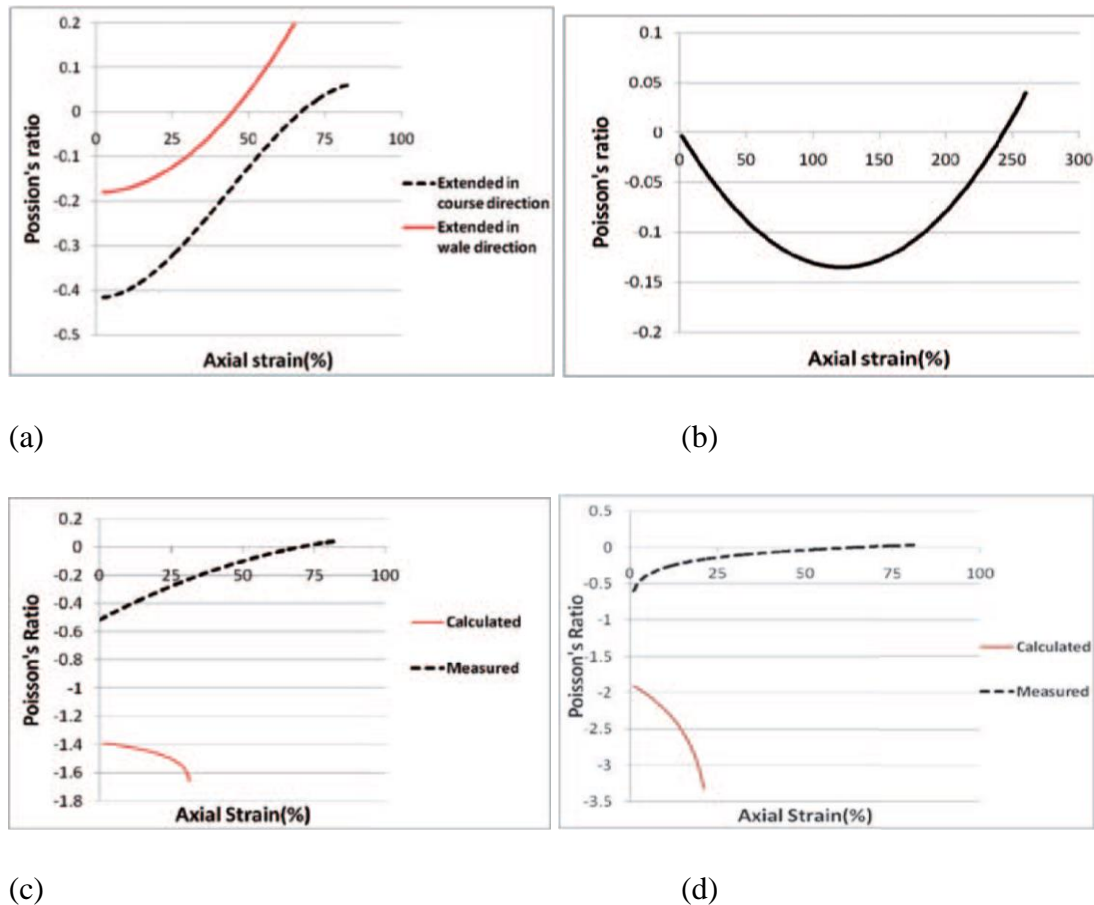 0.2
0.1
0
-0.1
-0.2
-0.3
-0.4
-0.5
0 25 50 75 100
Possion's ratio
Axial strain(%)
Extended in
course direction
Extended in
wale direction
0.1
0.05
0
-0.05
-0.1
-0.15
-0.2
0 50 100 150 200 250 300
Poisson's ratio
Axial strain(%)
(a)
(b)
0.2
0
-0.2
-0.4
-0.6
-0.8
-1
-1.2
-1.4
-1.6
-1.8
0 25 50 75 100
Poisson's Ratio
Axial Strain(%)
Calculated
Measured
0.5
0
-0.5
-1
-1.5
-2
-2.5
-3
-3.5
0 25 50 75 100
Poisson's Ratio
Axial Strain(%)
Calculated
Measured
(c)
(d)